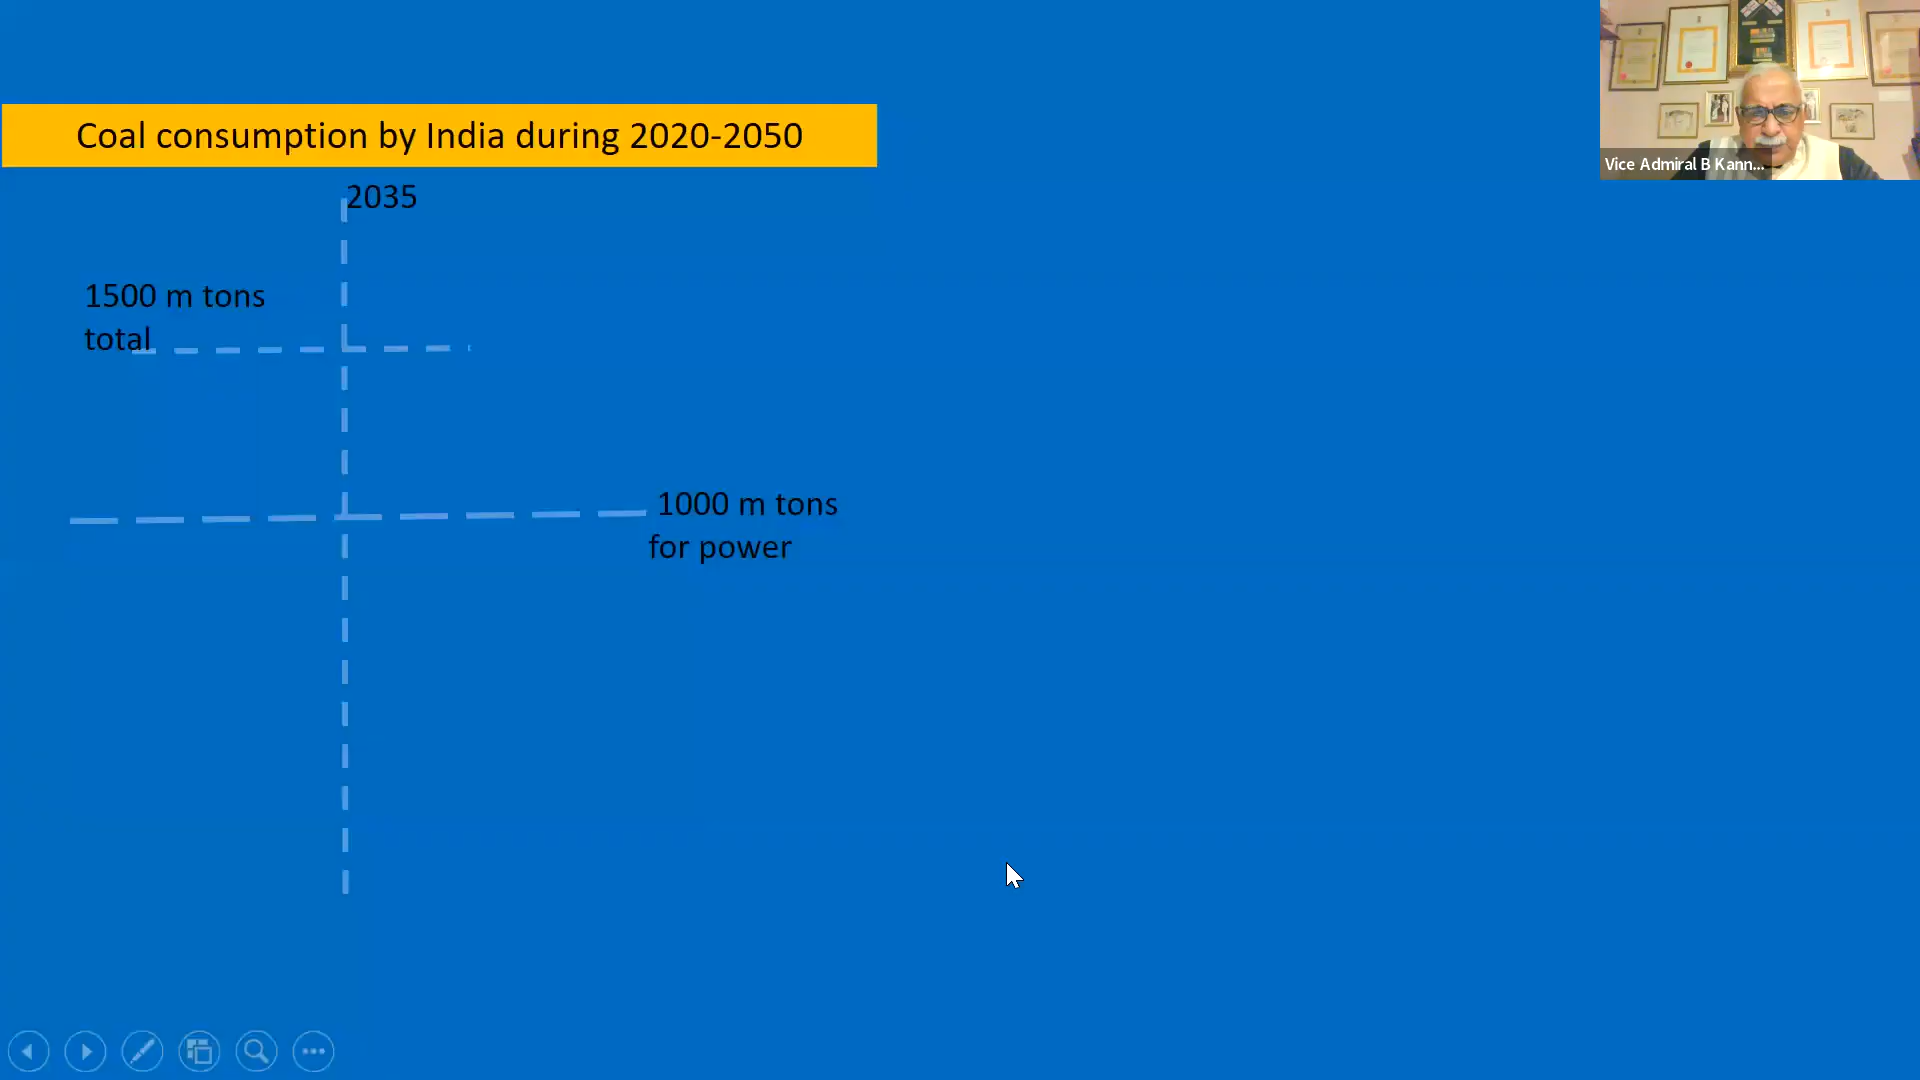 Vice Admiral B Kann...
Coal consumption by India during 2020-2050
2035
1500 m tons
total
1000 m tons
for power